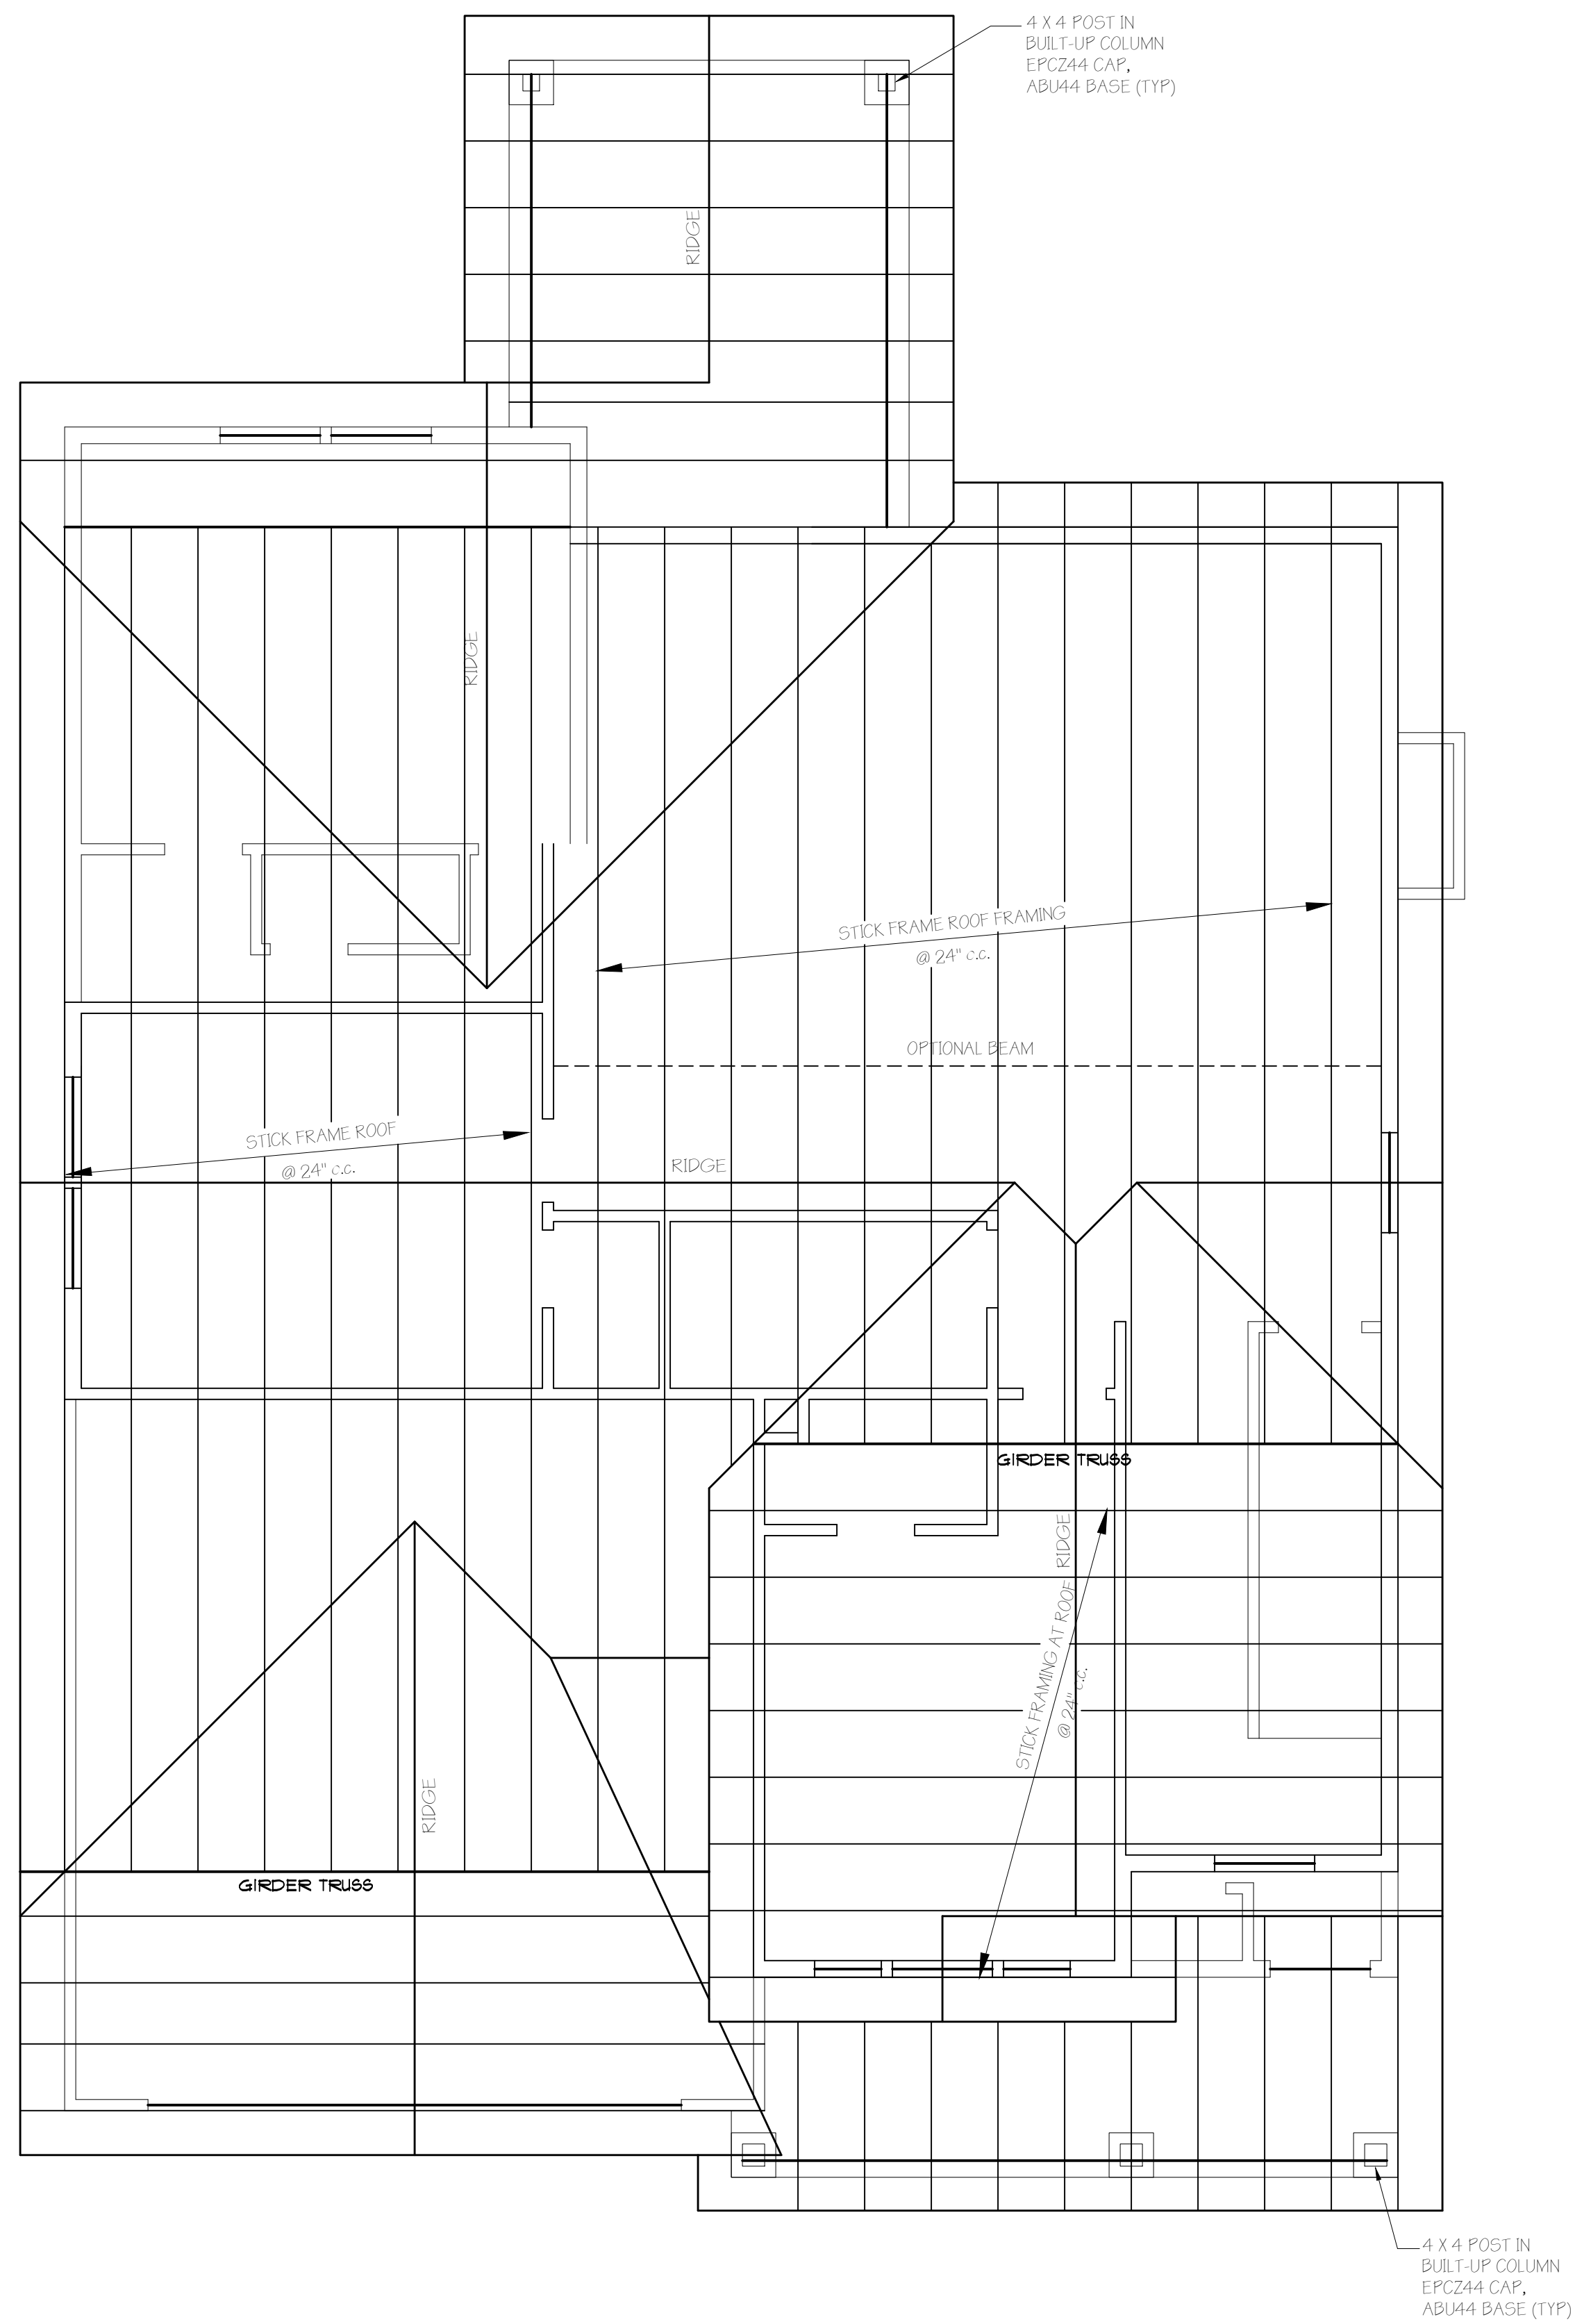 4 X 4 POST IN
BUILT-UP COLUMN
EPCZ44 CAP,
ABU44 BASE (TYP)
RIDGE
RIDGE
STICK FRAME ROOF FRAMING
@ 24" c.c.
OPTIONAL BEAM
STICK FRAME ROOF
@ 24" c.c.
RIDGE
GIRDER TRUSS
RIDGE
STICK FRAMING AT ROOF
@ 24" c.c.
RIDGE
GIRDER TRUSS
4 X 4 POST IN
BUILT-UP COLUMN
EPCZ44 CAP,
ABU44 BASE (TYP)